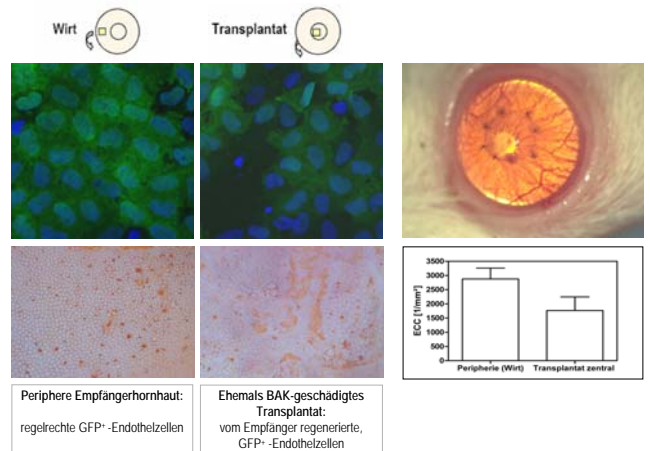 Wirt
Transplantat
3500
3000
2500
2000
1500
1000
500
0
ECC [1/mm²]
Peripherie (Wirt)
Transplantat zentral
Periphere Empfängerhornhaut:
regelrechte GFP⁺ -Endothelzellen
Ehemals BAK-geschädigtes
Transplantat:
vom Empfänger regenerierte,
GFP⁺ -Endothelzellen